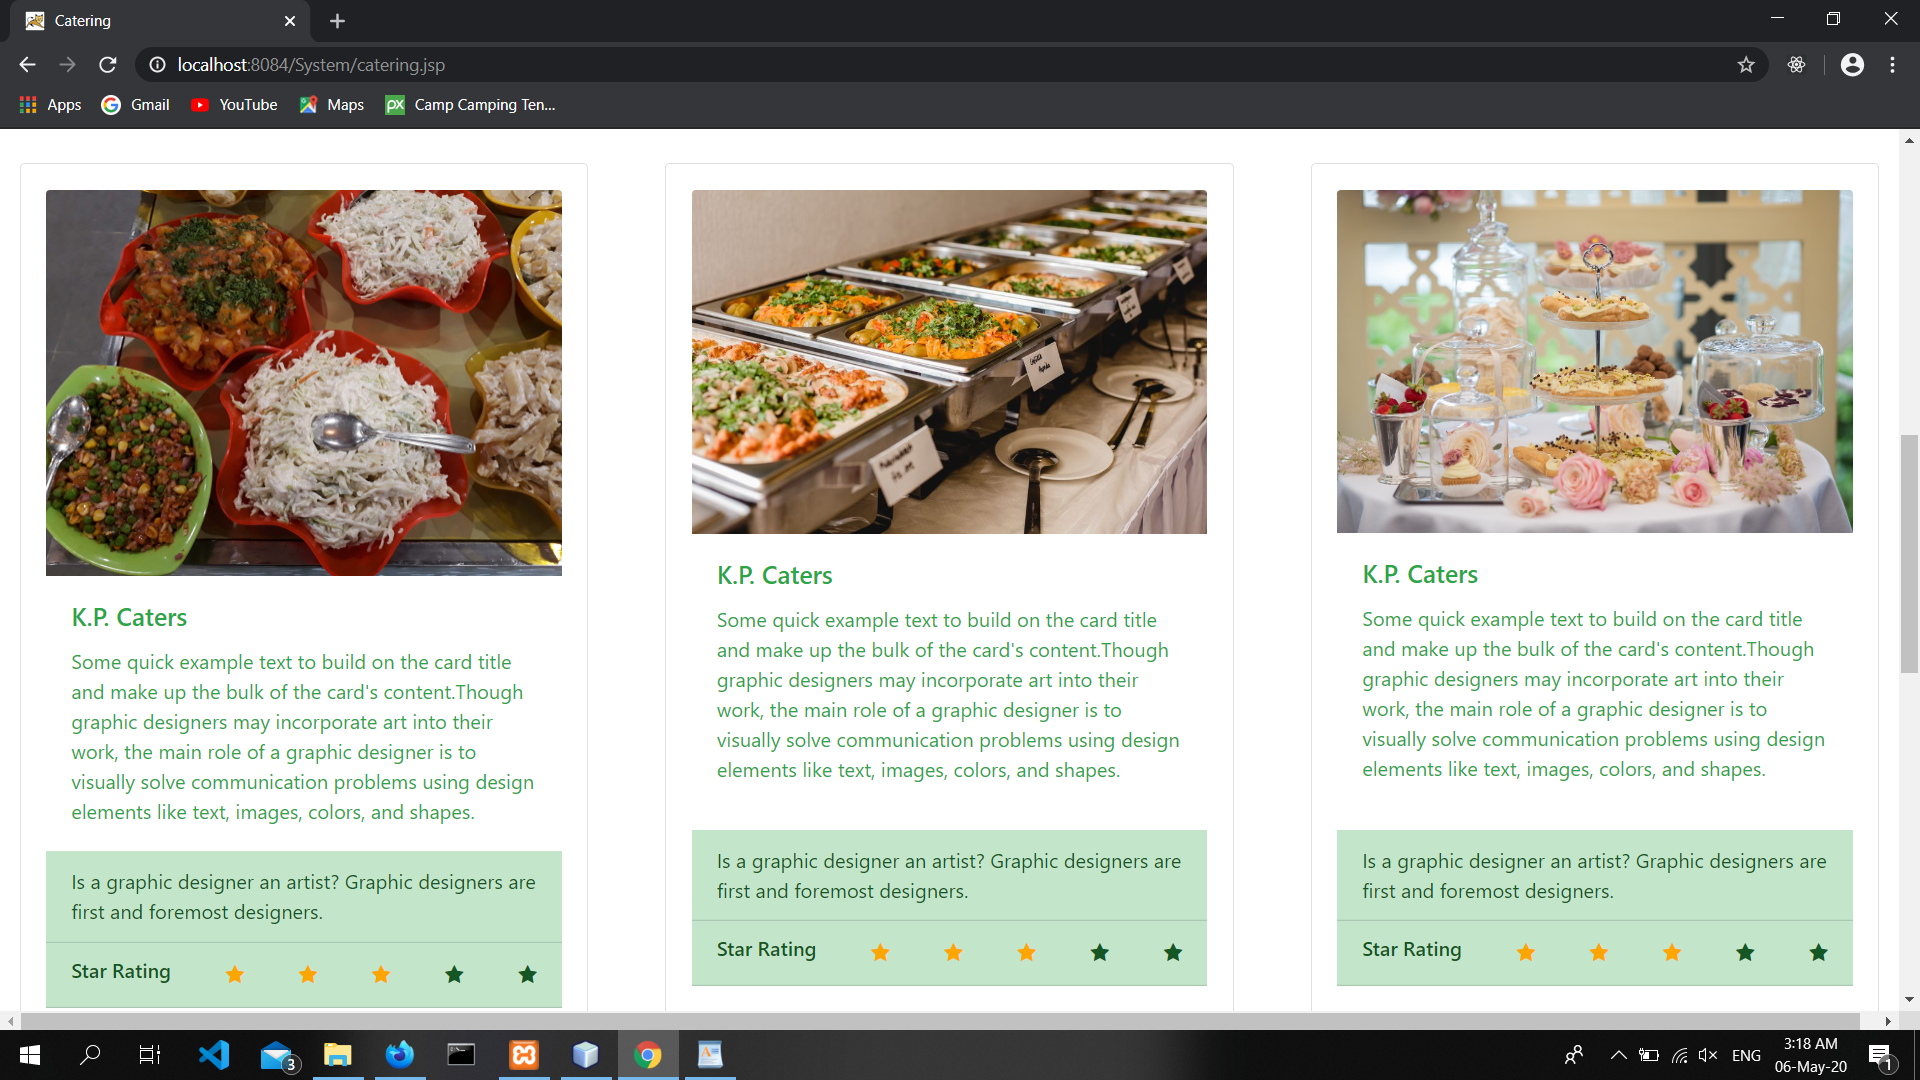 Catering
localhost:8084/System/catering.jsp
Apps
Gmail
YouTube
Maps
px
Camp Camping Ten...
K.P. Caters
Some quick example text to build on the card title
and make up the bulk of the card's content.Though
graphic designers may incorporate art into their
work, the main role of a graphic designer is to
visually solve communication problems using design
elements like text, images, colors, and shapes.
Is a graphic designer an artist? Graphic designers are
first and foremost designers.
Star Rating
K.P. Caters
Some quick example text to build on the card title
and make up the bulk of the card's content.Though
graphic designers may incorporate art into their
work, the main role of a graphic designer is to
visually solve communication problems using design
elements like text, images, colors, and shapes.
Is a graphic designer an artist? Graphic designers are
first and foremost designers.
Star Rating
K.P. Caters
Some quick example text to build on the card title
and make up the bulk of the card's content.Though
graphic designers may incorporate art into their
work, the main role of a graphic designer is to
visually solve communication problems using design
elements like text, images, colors, and shapes.
Is a graphic designer an artist? Graphic designers are
first and foremost designers.
Star Rating
3
ENG
3:18 AM
06-May-20
1